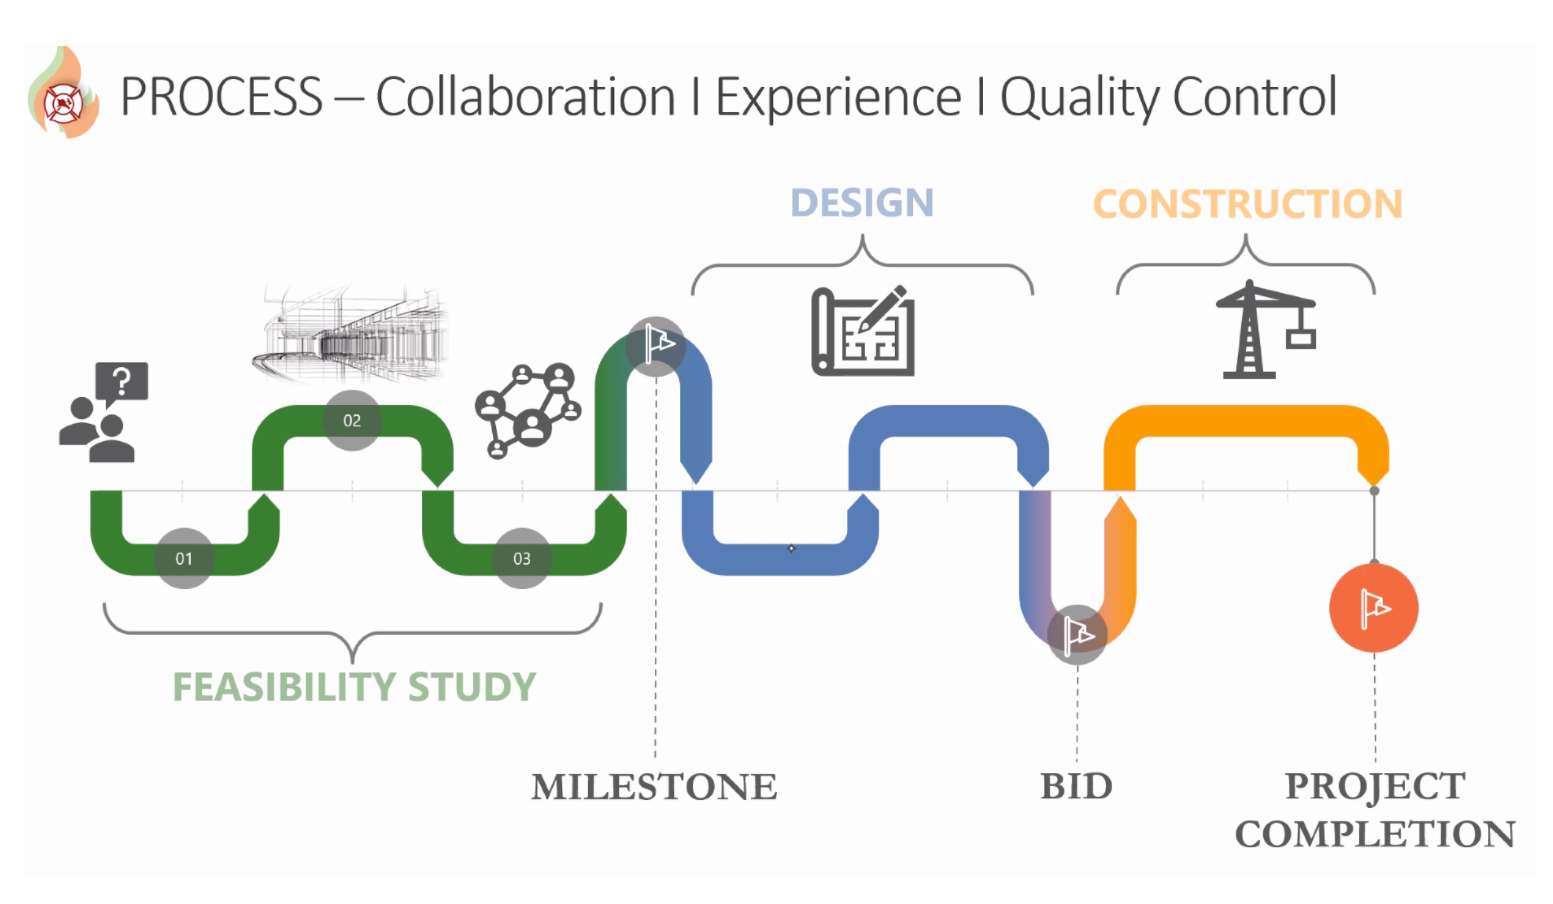 PROCESS – Collaboration I Experience I Quality Control
DESIGN
CONSTRUCTION
?
02
01
03
FEASIBILITY STUDY
MILESTONE
BID
PROJECT
COMPLETION